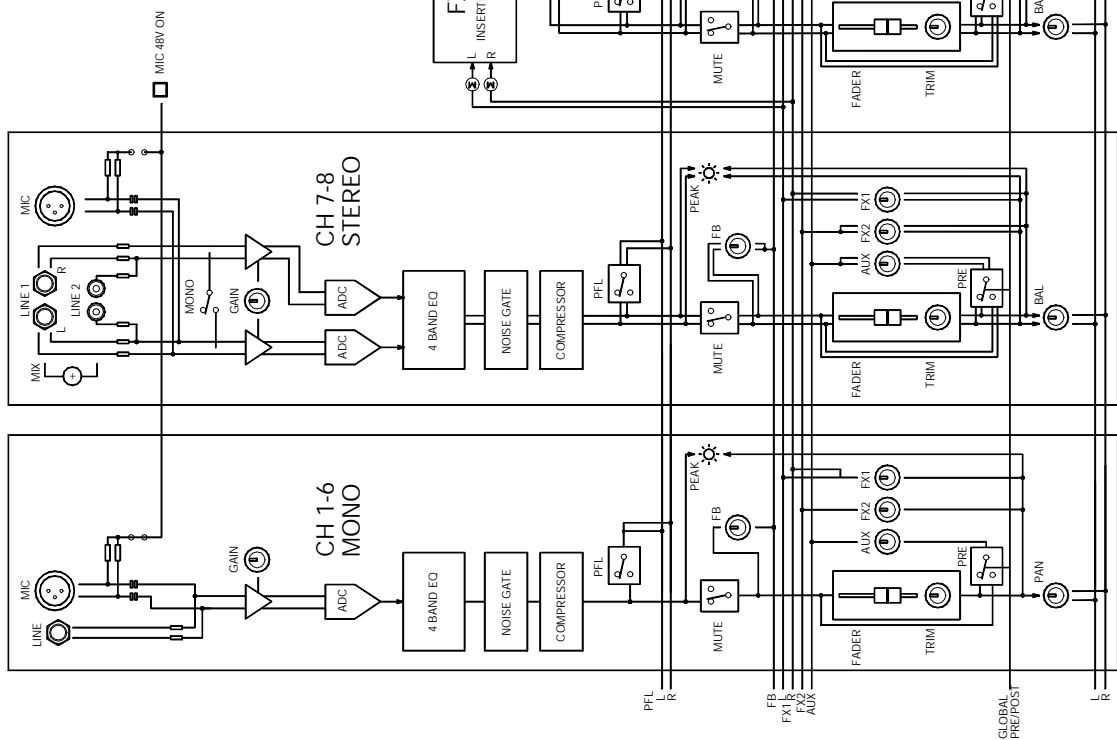 MIC 48V ON
F
INSERT
L
R
P
MUTE
FADER
TRIM
BA
MIC
LINE 1
R
L
LINE 2
MIX
MONO
GAIN
CH 7-8
STEREO
ADC
ADC
4 BAND EQ
NOISE GATE
COMPRESSOR
PFL
PEAK
FB
MUTE
FX1
FX2
AUX
PRE
FADER
TRIM
BAL
MIC
LINE
GAIN
CH 1-6
MONO
ADC
4 BAND EQ
NOISE GATE
COMPRESSOR
PFL
PEAK
FB
MUTE
FX1
FX2
AUX
PRE
FADER
TRIM
PAN
PFL L
R
FB
FX1 L
R
FX2
AUX
GLOBAL
PRE/POST
L
R